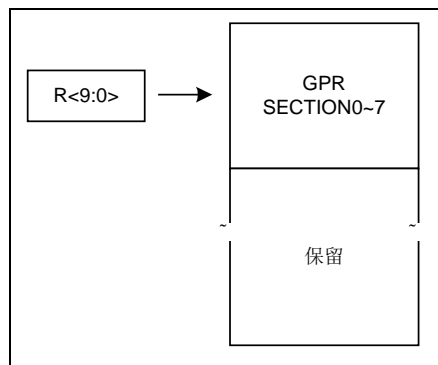 R<9:0>
GPR
SECTION0~7
~ ~
保留